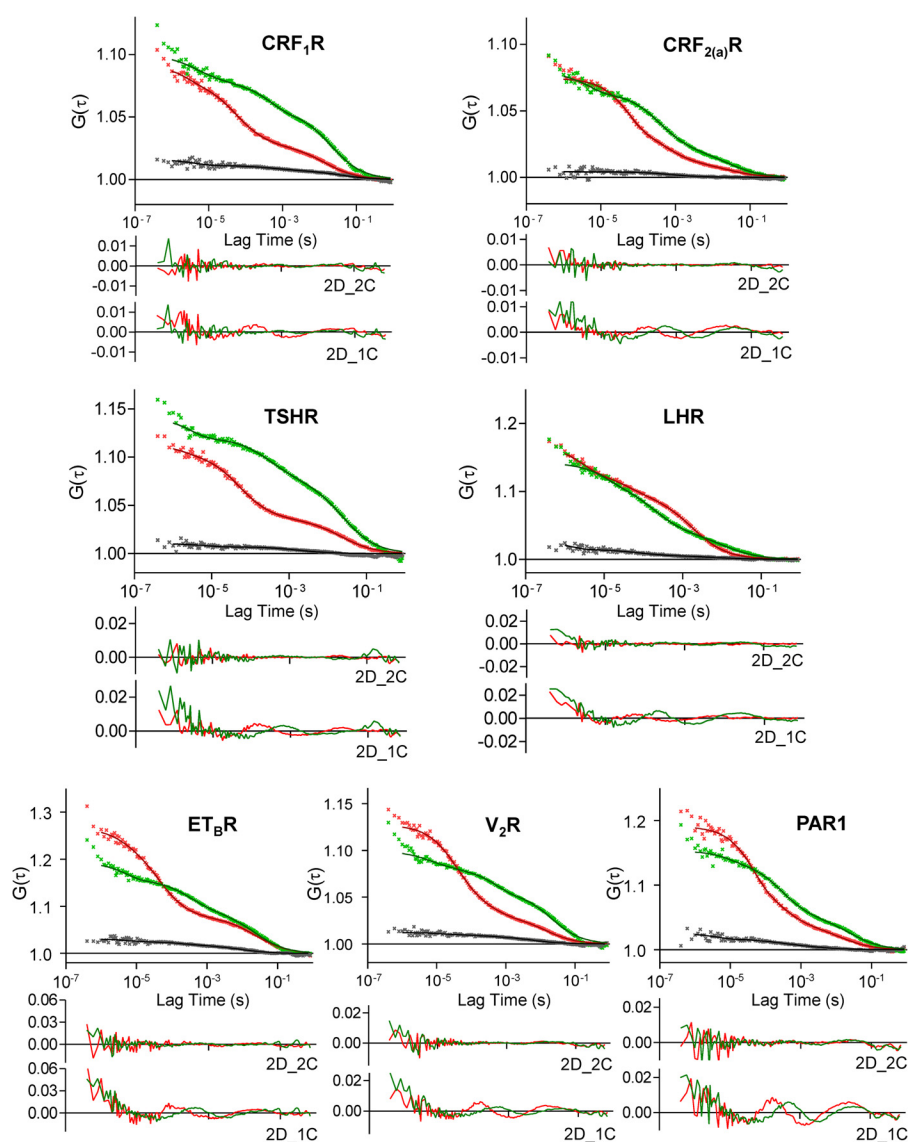 CRF1R
CRF2(a)R
1.10
1.05
1.00
G(τ)
10-7 10-5 10-3 10-1
Lag Time (s)
0.01
0.00
-0.01
2D_2C
0.01
0.00
-0.01
2D_1C
1.10
1.05
1.00
G(τ)
10-7 10-5 10-3 10-1
Lag Time (s)
0.01
0.00
-0.01
2D_2C
0.01
0.00
-0.01
2D_1C
TSHR
1.15
1.10
1.05
1.00
G(τ)
10-7 10-5 10-3 10-1
Lag Time (s)
0.02
0.00
2D_2C
0.02
0.00
2D_1C
LHR
1.2
1.1
1.0
G(τ)
10-7 10-5 10-3 10-1
Lag Time (s)
0.02
0.00
-0.02
2D_2C
0.02
0.00
-0.02
2D_1C
ETBR
1.3
1.2
1.1
1.0
G(τ)
10-7 10-5 10-3 10-1
Lag Time (s)
0.06
0.03
0.00
2D_2C
0.06
0.03
0.00
2D_1C
V2R
1.15
1.10
1.05
1.00
G(τ)
10-7 10-5 10-3 10-1
Lag Time (s)
0.02
0.00
2D_2C
0.02
0.00
2D_1C
PAR1
1.2
1.1
1.0
G(τ)
10-7 10-5 10-3 10-1
Lag Time (s)
0.02
0.00
2D_2C
0.02
0.00
2D_1C